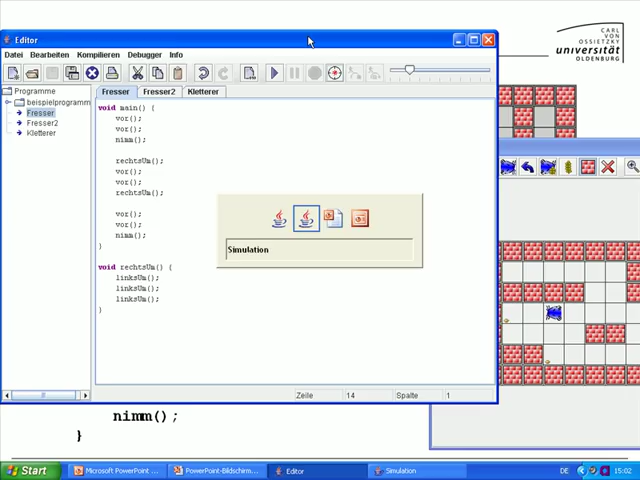 CARL
VON
OSSIETZKY
universität
OLDENBURG
Editor
Datei Bearbeiten Kompilieren Debugger Info
Programme
beispielprogramm
Fresser
Fresser2
Kletterer
Fresser Fresser2 Kletterer
void main() {
vor();
vor();
nimm();
rechtsUm();
vor();
vor();
rechtsUm();
vor();
vor();
nimm();
}
void rechtsUm() {
linksUm();
linksUm();
linksUm();
}
Simulation
Zeile 14 Spalte 1
nimm();
}
Start
Microsoft PowerPoint ...
PowerPoint-Bildschirm...
Editor
Simulation
DE
15:02